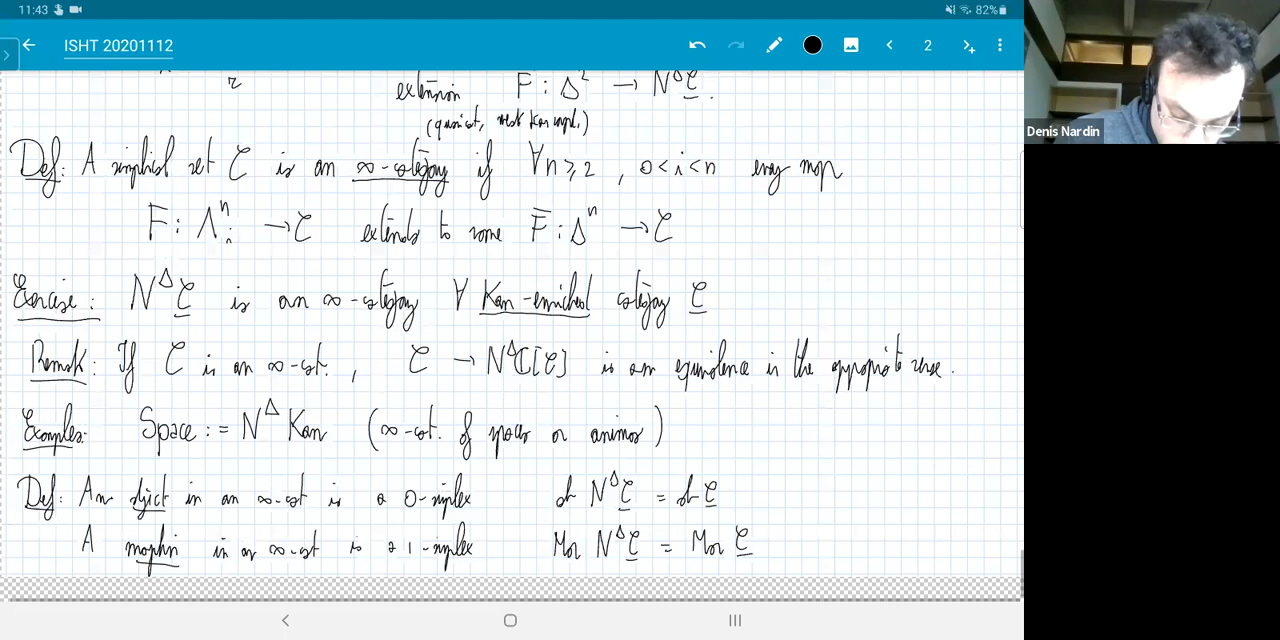 11:43 82%
ISHT 20201112 2
r extension F : Δ² → N^Δ C.
(quasicat, weak Kan cmpl.)
Def: A simplicial set C is an ∞-category if ∀n ≥ 2, 0 < i < n every map
F : Λⁿᵢ → C extends to some F̄ : Δⁿ → C
Exercise: N^Δ C is an ∞-category ∀ Kan-enriched category C
Remark: If C is an ∞-cat., C → N^Δ ℂ[C] is an equivalence in the appropriate sense.
Examples: Space := N^Δ Kan (∞-cat. of spaces or animas)
Def: An object in an ∞-cat is a 0-simplex ob N^Δ C = ob C
A morphism in an ∞-cat is a 1-simplex Mor N^Δ C = Mor C
Denis Nardin